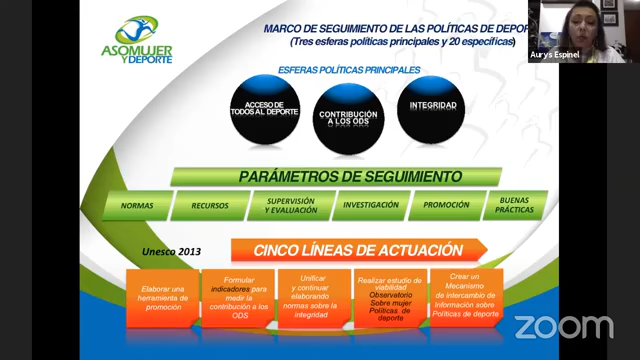 MARCO DE SEGUIMIENTO DE LAS POLÍTICAS DE DEPOR
(Tres esferas políticas principales y 20 específicas)
ASOMUJER
Y DEPORTE
Aurys Espinel
ESFERAS POLÍTICAS PRINCIPALES
ACCESO DE
TODOS AL DEPORTE
CONTRIBUCIÓN
A LOS ODS
INTEGRIDAD
PARÁMETROS DE SEGUIMIENTO
NORMAS
RECURSOS
SUPERVISIÓN
Y EVALUACIÓN
INVESTIGACIÓN
PROMOCIÓN
BUENAS
PRÁCTICAS
Unesco 2013
CINCO LÍNEAS DE ACTUACIÓN
Elaborar una
herramienta de
promoción
Formular
indicadores para
medir la
contribución a los
ODS
Unificar
y continuar
elaborando
normas sobre la
integridad
Realizar estudio de
viabilidad
Observatorio
Sobre mujer
Políticas de
deporte
Crear un
Mecanismo
de intercambio de
Información sobre
Políticas de deporte
zoom